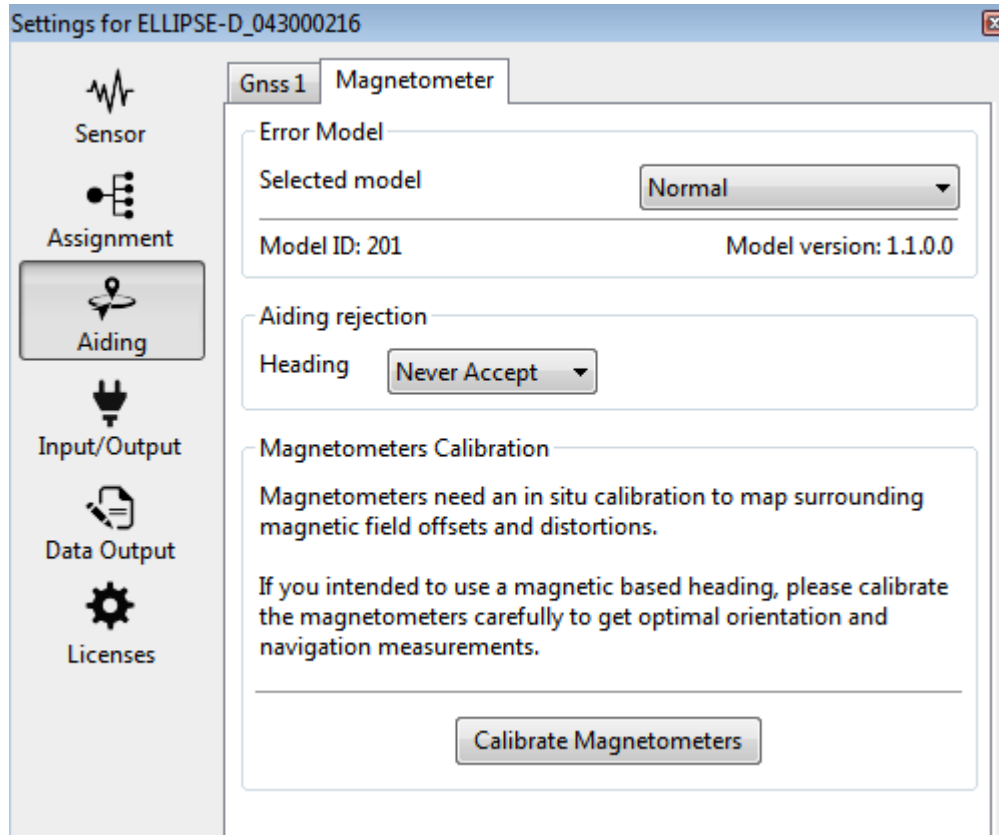 Settings for ELLIPSE-D_043000216
Sensor
Assignment
Aiding
Input/Output
Data Output
Licenses
Gnss 1
Magnetometer
Error Model
Selected model
Normal
Model ID: 201
Model version: 1.1.0.0
Aiding rejection
Heading
Never Accept
Magnetometers Calibration
Magnetometers need an in situ calibration to map surrounding
magnetic field offsets and distortions.
If you intended to use a magnetic based heading, please calibrate
the magnetometers carefully to get optimal orientation and
navigation measurements.
Calibrate Magnetometers